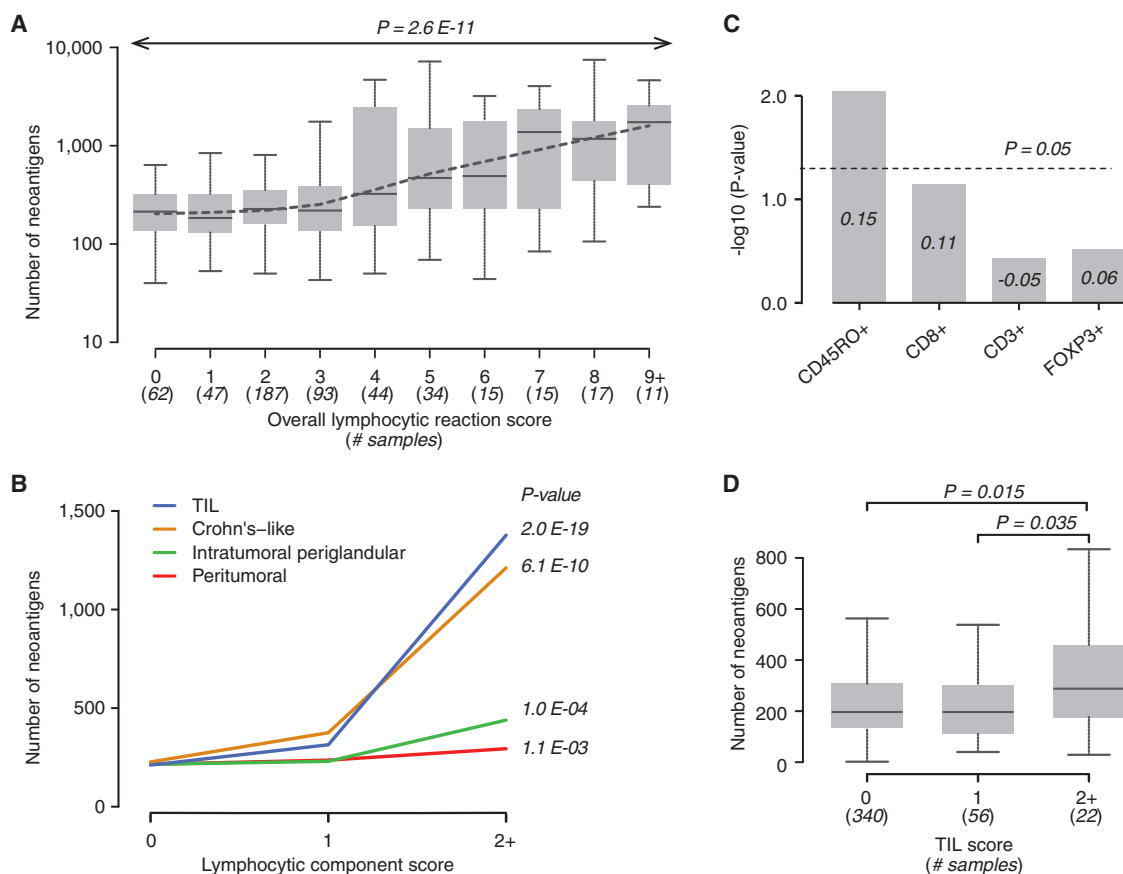 A
P = 2.6 E-11
10,000
1,000
100
10
Number of neoantigens
0 1 2 3 4 5 6 7 8 9+
(62) (47) (187) (93) (44) (34) (15) (15) (17) (11)
Overall lymphocytic reaction score
(# samples)
C
2.0
1.0
0.0
-log10 (P-value)
P = 0.05
0.15
0.11
-0.05
0.06
CD45RO+
CD8+
CD3+
FOXP3+
B
TIL
Crohn's–like
Intratumoral periglandular
Peritumoral
P-value
2.0 E-19
6.1 E-10
1.0 E-04
1.1 E-03
1,500
1,000
500
0
Number of neoantigens
0 1 2+
Lymphocytic component score
D
P = 0.015
P = 0.035
800
600
400
200
0
Number of neoantigens
0 1 2+
(340) (56) (22)
TIL score
(# samples)